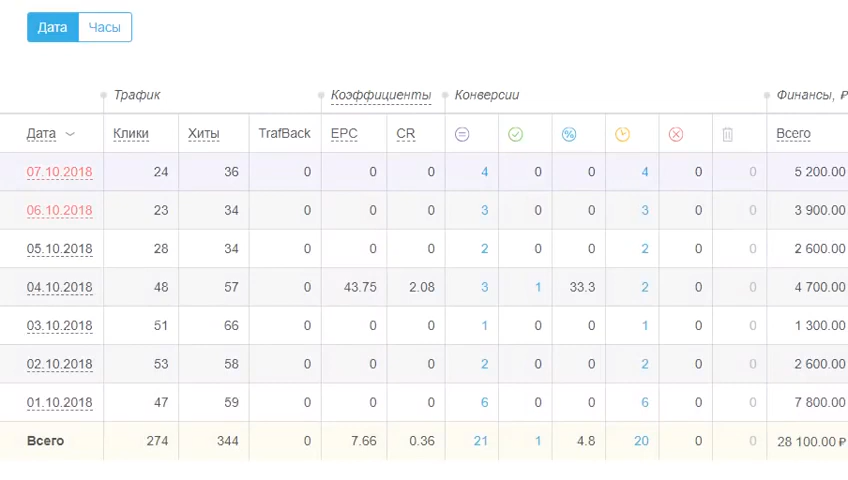 Дата Часы
Трафик Коэффициенты Конверсии Финансы, ₽
Дата Клики Хиты TrafBack EPC CR % Всего
07.10.2018 24 36 0 0 0 4 0 0 4 0 0 5 200.00
06.10.2018 23 34 0 0 0 3 0 0 3 0 0 3 900.00
05.10.2018 28 34 0 0 0 2 0 0 2 0 0 2 600.00
04.10.2018 48 57 0 43.75 2.08 3 1 33.3 2 0 0 4 700.00
03.10.2018 51 66 0 0 0 1 0 0 1 0 0 1 300.00
02.10.2018 53 58 0 0 0 2 0 0 2 0 0 2 600.00
01.10.2018 47 59 0 0 0 6 0 0 6 0 0 7 800.00
Всего 274 344 0 7.66 0.36 21 1 4.8 20 0 0 28 100.00 ₽